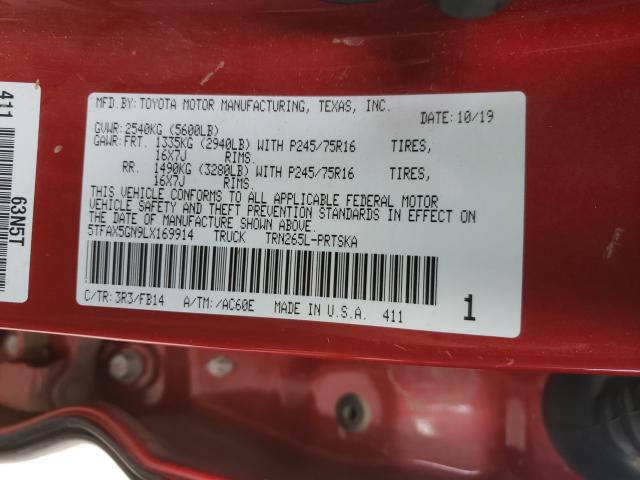 MFD.BY: TOYOTA MOTOR MANUFACTURING, TEXAS, INC.
DATE: 10/19
GVWR: 2540KG (5600LB)
GAWR: FRT. 1335KG (2940LB) WITH P245/75R16 TIRES,
16X7J RIMS.
RR. 1490KG (3280LB) WITH P245/75R16 TIRES,
16X7J RIMS.
THIS VEHICLE CONFORMS TO ALL APPLICABLE FEDERAL MOTOR
VEHICLE SAFETY AND THEFT PREVENTION STANDARDS IN EFFECT ON
THE DATE OF MANUFACTURE SHOWN ABOVE.
5TFAX5GN9LX169914 TRUCK TRN265L-PRTSKA
C/TR: 3R3/FB14 A/TM: /AC60E MADE IN U.S.A. 411 1
411
63N5T